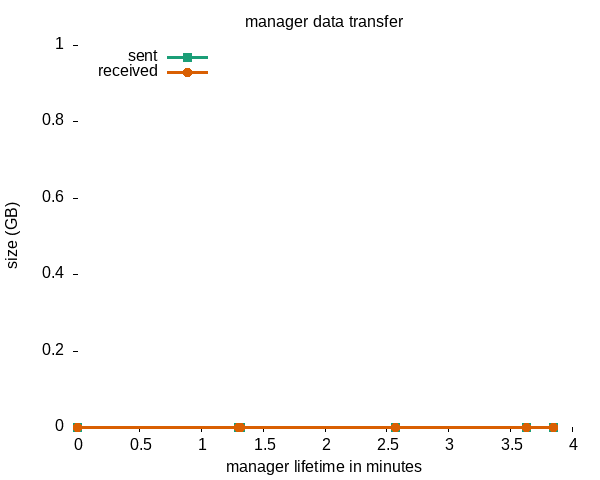 manager data transfer
sent
received
1
0.8
0.6
0.4
0.2
0
size (GB)
0 0.5 1 1.5 2 2.5 3 3.5 4
manager lifetime in minutes